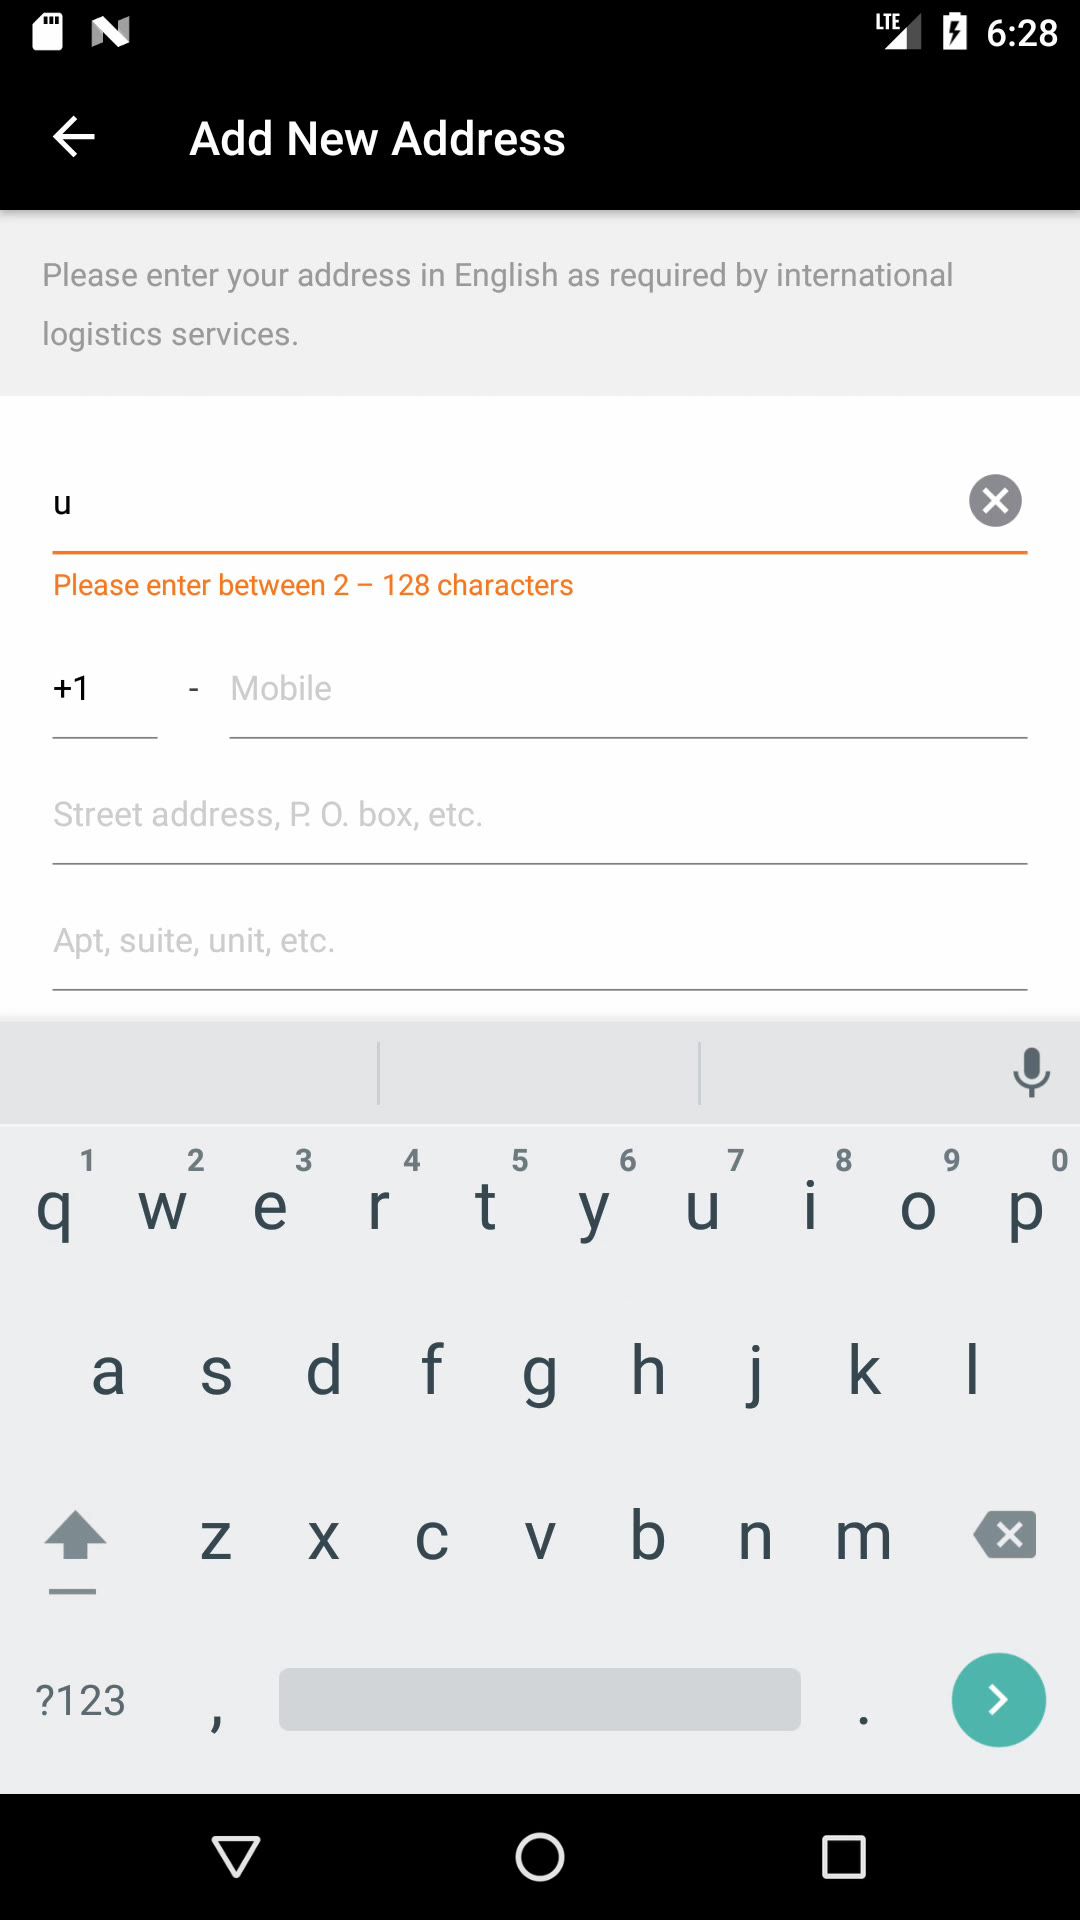 LTE 6:28
Add New Address
Please enter your address in English as required by international
logistics services.
u
Please enter between 2 – 128 characters
+1 - Mobile
Street address, P. O. box, etc.
Apt, suite, unit, etc.
1 2 3 4 5 6 7 8 9 0
q w e r t y u i o p
a s d f g h j k l
z x c v b n m
?123 , .